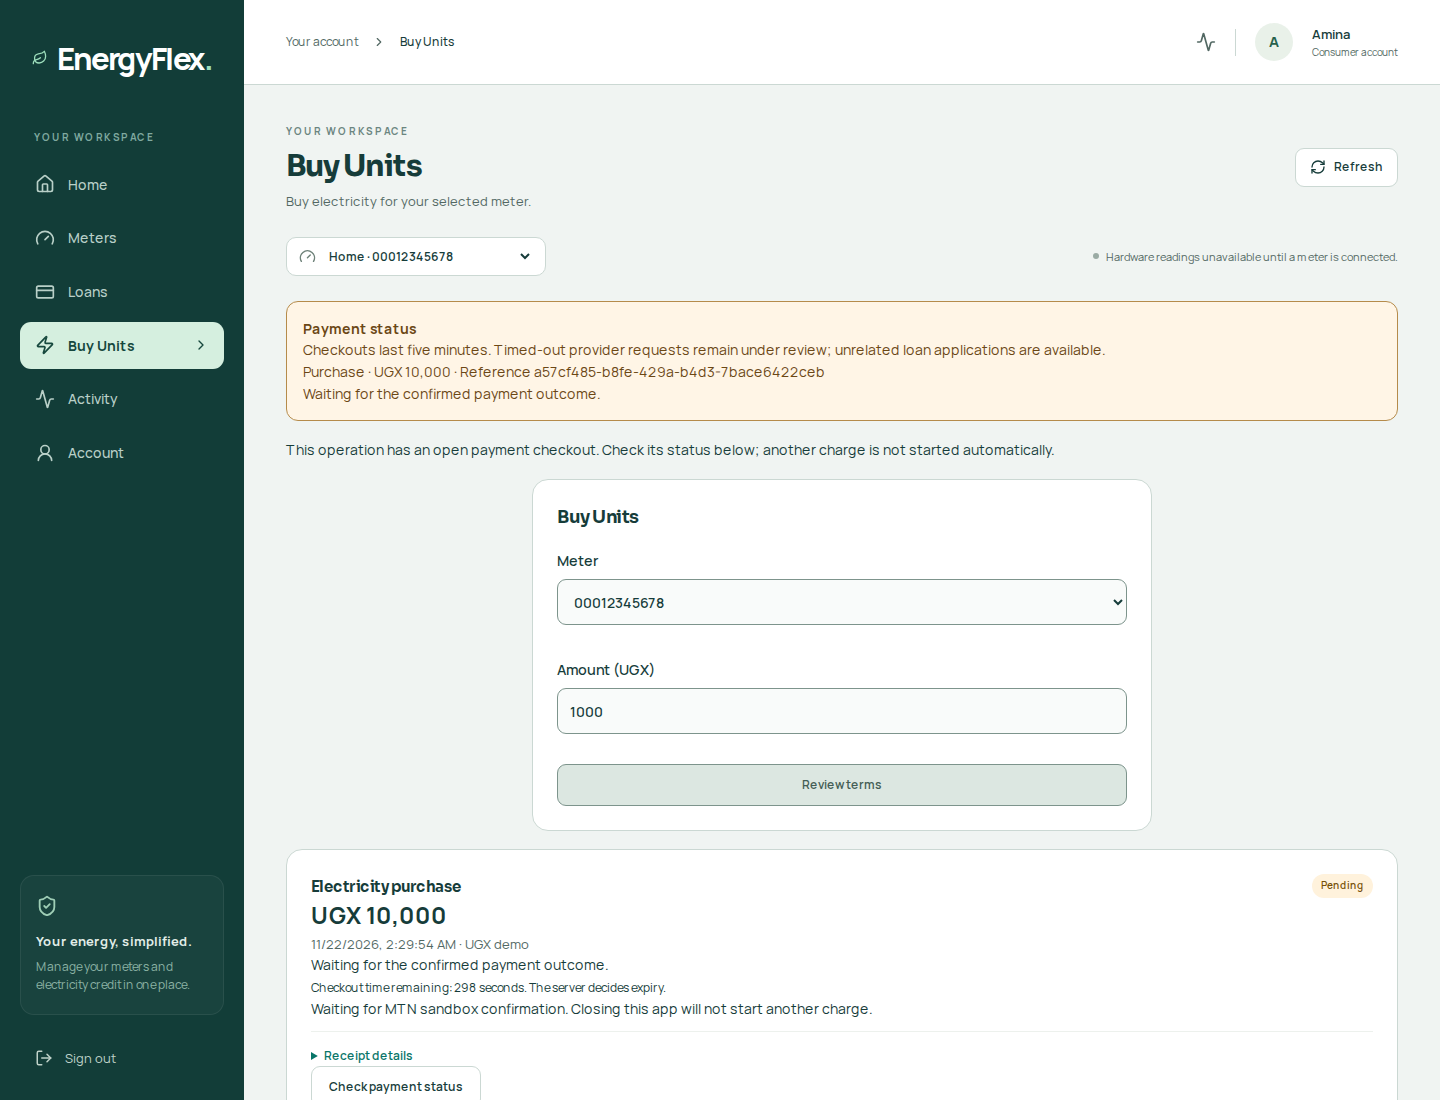 EnergyFlex.
YOUR WORKSPACE
Home
Meters
Loans
Buy Units
Activity
Account
Your energy, simplified.
Manage your meters and
electricity credit in one place.
Sign out
Your account > Buy Units
A
Amina
Consumer account
YOUR WORKSPACE
Buy Units
Buy electricity for your selected meter.
Refresh
Home · 00012345678
Hardware readings unavailable until a meter is connected.
Payment status
Checkouts last five minutes. Timed-out provider requests remain under review; unrelated loan applications are available.
Purchase · UGX 10,000 · Reference a57cf485-b8fe-429a-b4d3-7bace6422ceb
Waiting for the confirmed payment outcome.
This operation has an open payment checkout. Check its status below; another charge is not started automatically.
Buy Units
Meter
00012345678
Amount (UGX)
1000
Review terms
Electricity purchase
Pending
UGX 10,000
11/22/2026, 2:29:54 AM · UGX demo
Waiting for the confirmed payment outcome.
Checkout time remaining: 298 seconds. The server decides expiry.
Waiting for MTN sandbox confirmation. Closing this app will not start another charge.
Receipt details
Check payment status